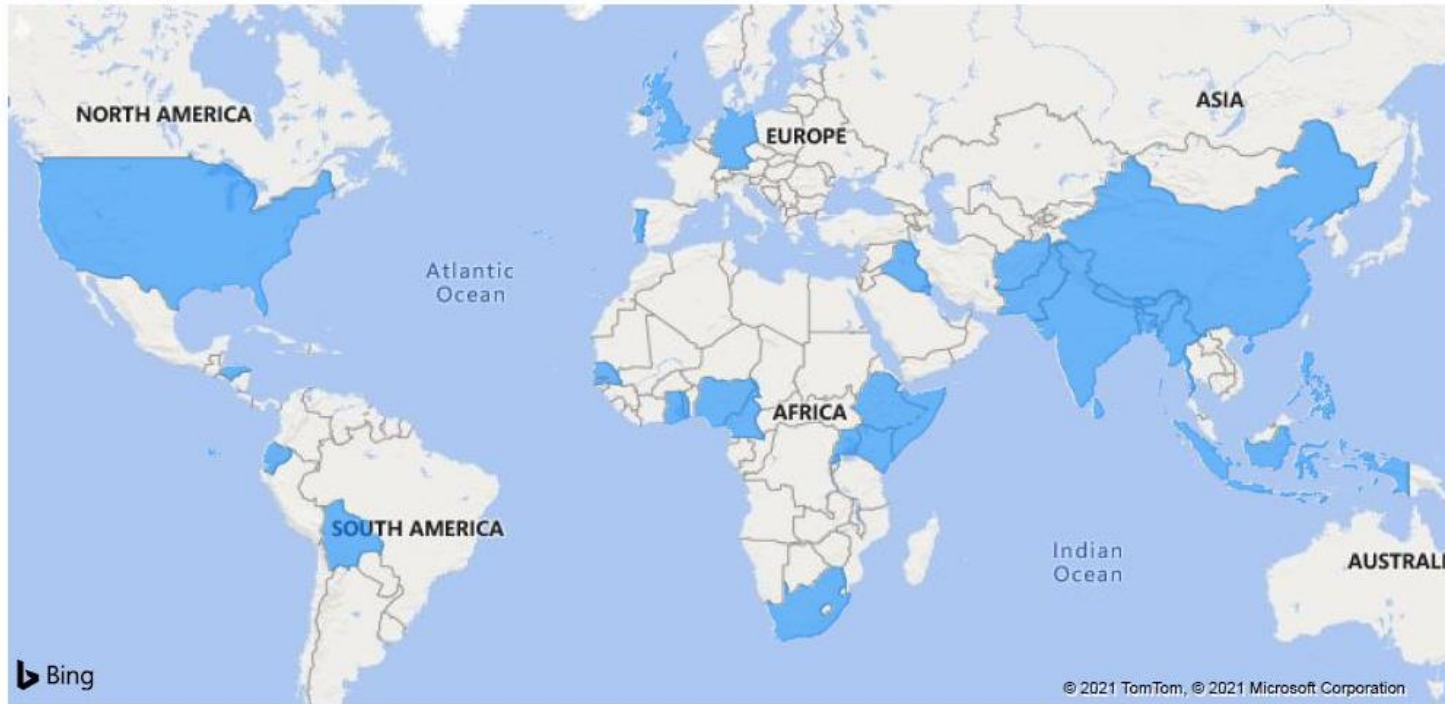 NORTH AMERICA
ASIA
EUROPE
Atlantic
Ocean
AFRICA
SOUTH AMERICA
Indian
Ocean
AUSTRALI
Bing
© 2021 TomTom, © 2021 Microsoft Corporation